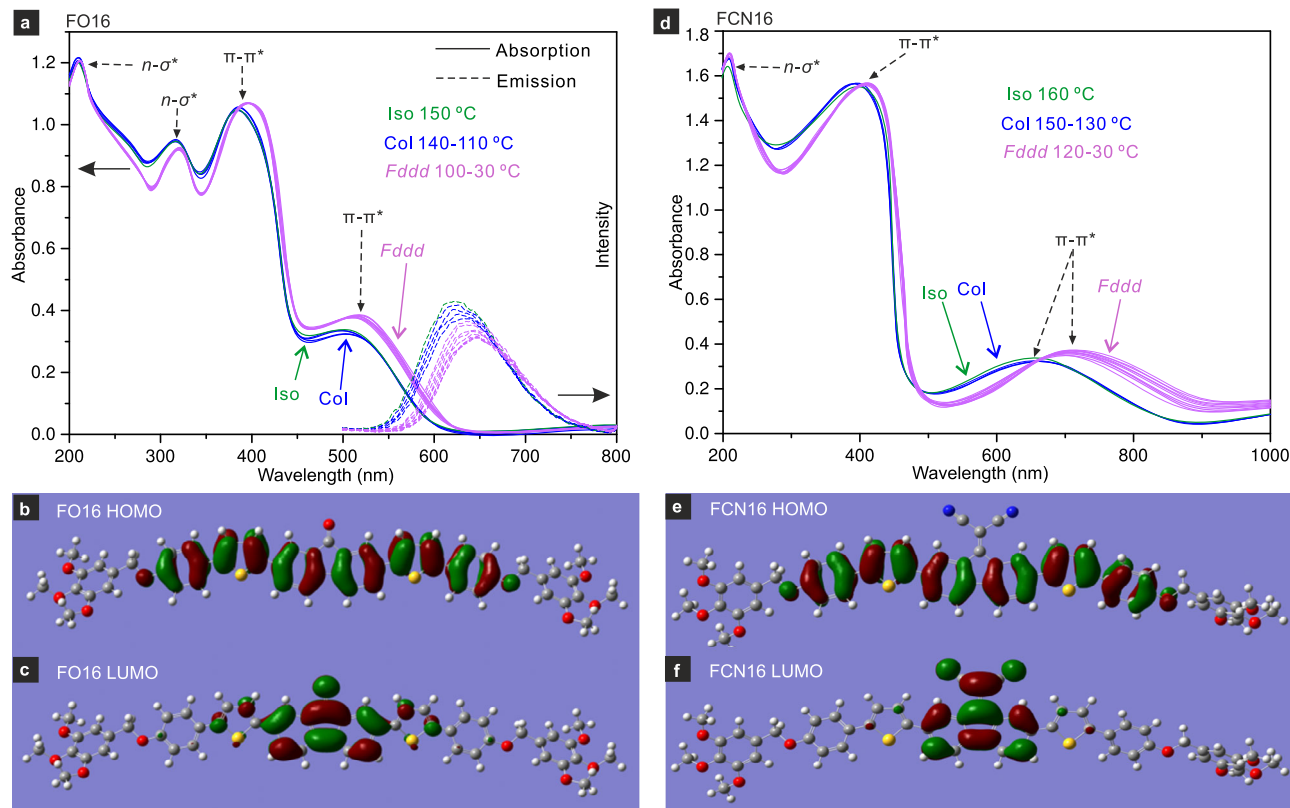 a
FO16
n-σ*
n-σ*
π-π*
Absorption
Emission
Iso 150 ºC
Col 140-110 ºC
Fddd 100-30 ºC
π-π*
Fddd
Iso
Col
Absorbance
Intensity
1.2
1.0
0.8
0.6
0.4
0.2
0.0
200
300
400
500
600
700
800
Wavelength (nm)
d
FCN16
n-σ*
π-π*
Iso 160 ºC
Col 150-130 ºC
Fddd 120-30 ºC
π-π*
Iso
Col
Fddd
Absorbance
1.8
1.6
1.4
1.2
1.0
0.8
0.6
0.4
0.2
0.0
200
400
600
800
1000
Wavelength (nm)
b FO16 HOMO
c FO16 LUMO
e FCN16 HOMO
f FCN16 LUMO